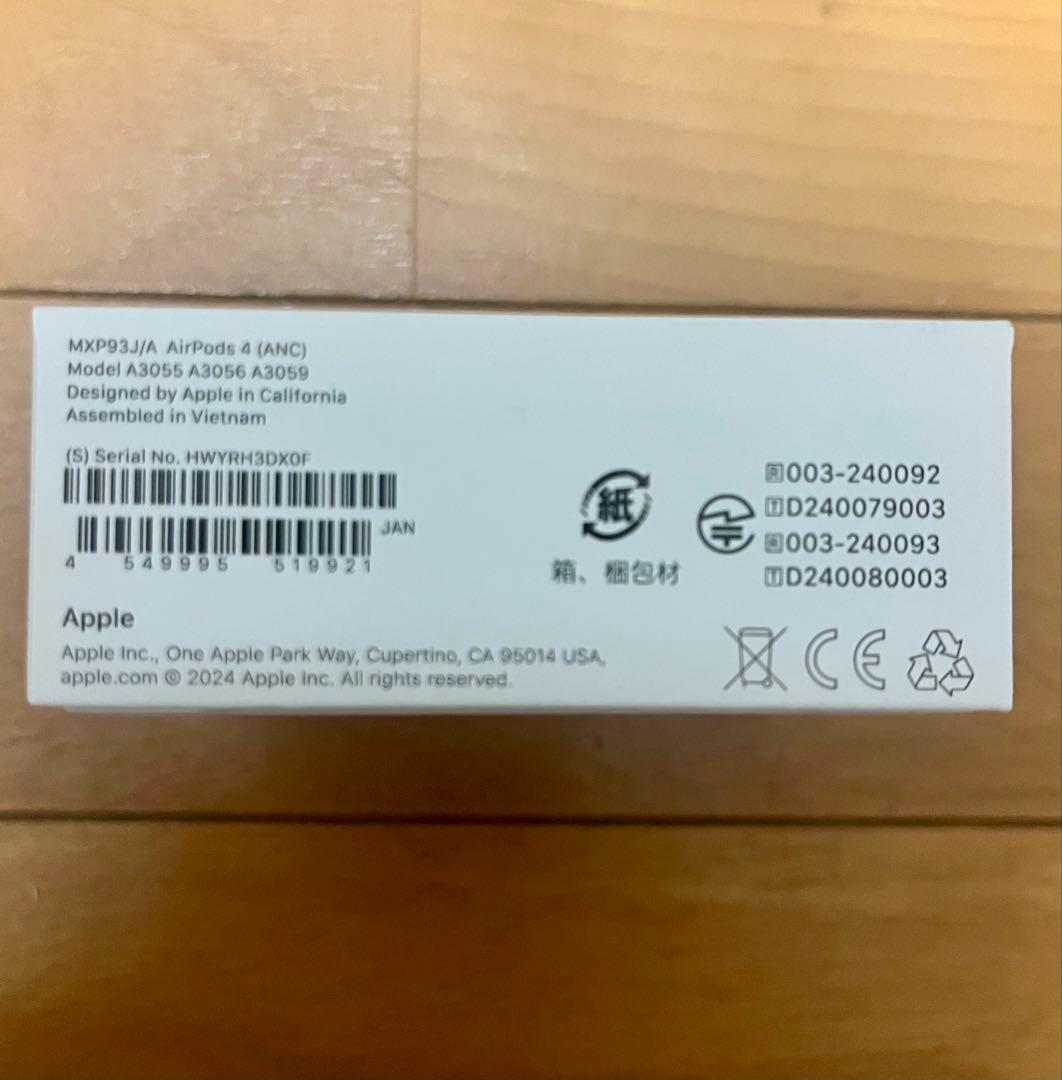 MXP93J/A AirPods 4 (ANC)
Model A3055 A3056 A3059
Designed by Apple in California
Assembled in Vietnam
(S) Serial No. HWYRH3DX0F
JAN
4 549995 519921
紙
箱、梱包材
R 003-240092
T D240079003
R 003-240093
T D240080003
Apple
Apple Inc., One Apple Park Way, Cupertino, CA 95014 USA.
apple.com © 2024 Apple Inc. All rights reserved.
CE